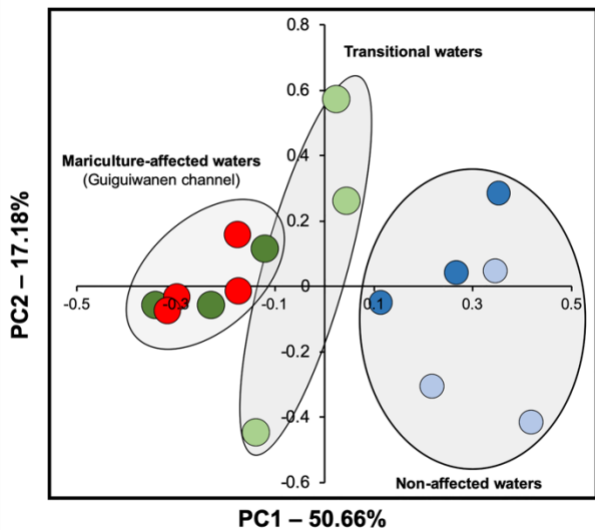 0.8
Transitional waters
0.6
Mariculture-affected waters
(Guiguiwanen channel)
0.4
0.2
PC2 – 17.18%
-0.5 -0.3 -0.1 0 0.1 0.3 0.5
-0.2
-0.4
Non-affected waters
-0.6
PC1 – 50.66%